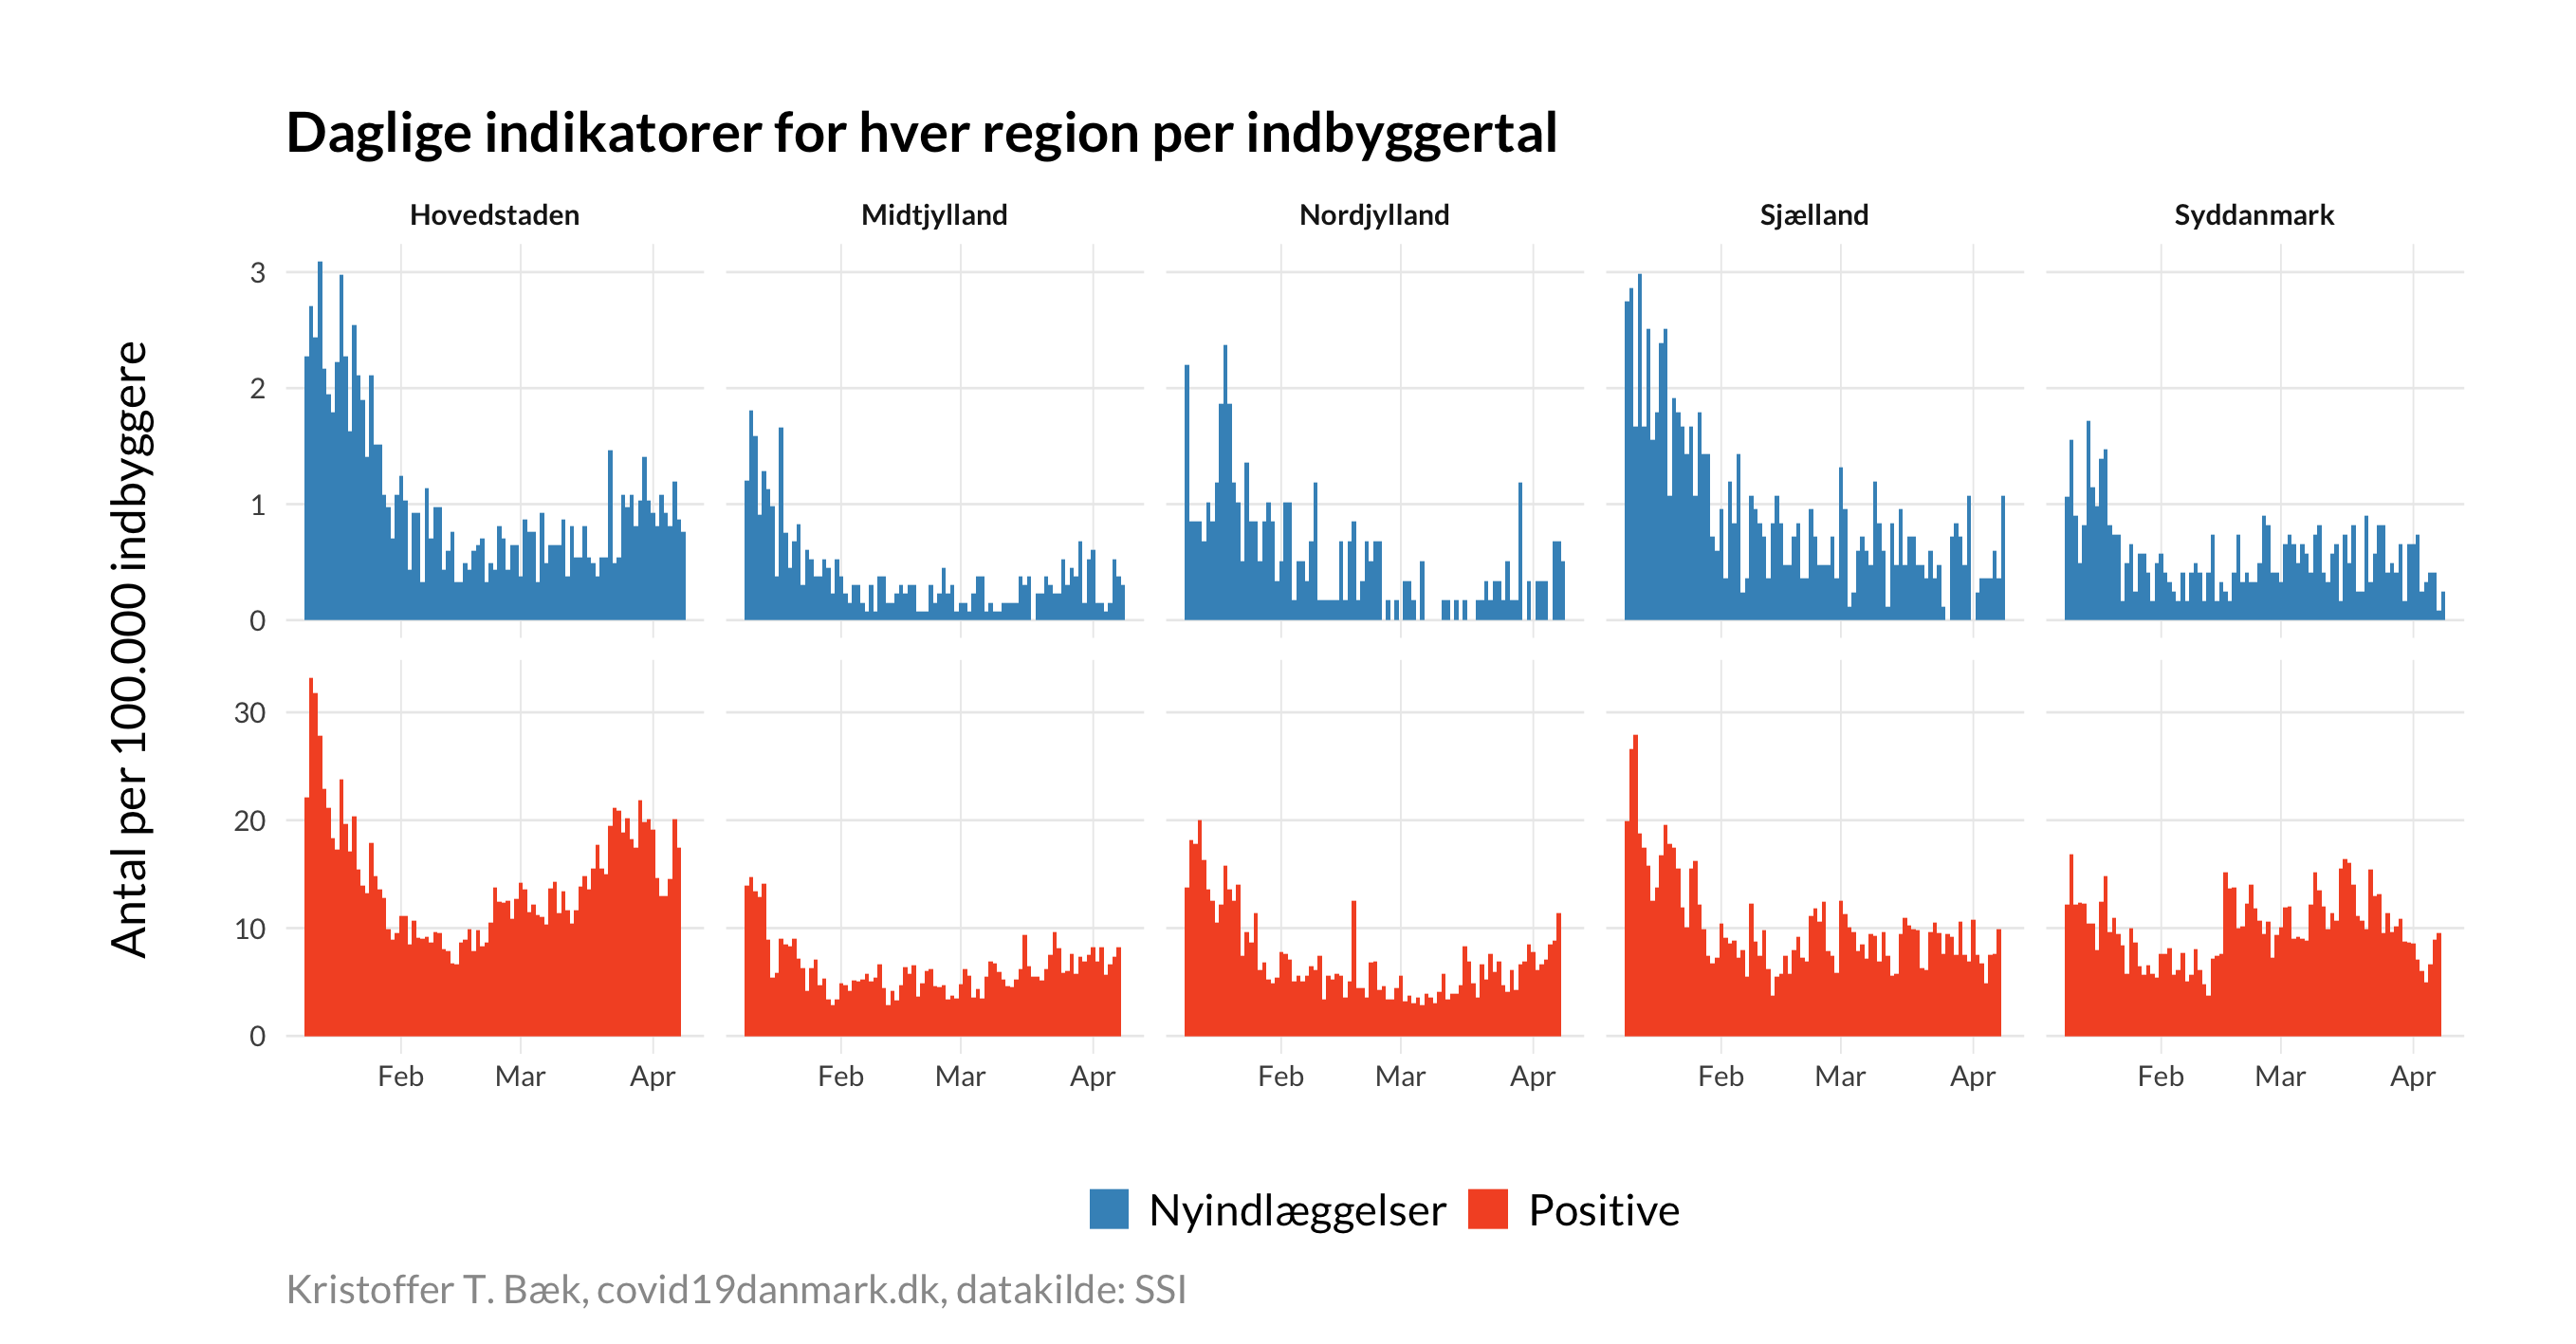 Daglige indikatorer for hver region per indbyggertal
Hovedstaden Midtjylland Nordjylland Sjælland Syddanmark
Antal per 100.000 indbyggere
3
2
1
0
30
20
10
0
Feb Mar Apr Feb Mar Apr Feb Mar Apr Feb Mar Apr Feb Mar Apr
Nyindlæggelser Positive
Kristoffer T. Bæk, covid19danmark.dk, datakilde: SSI